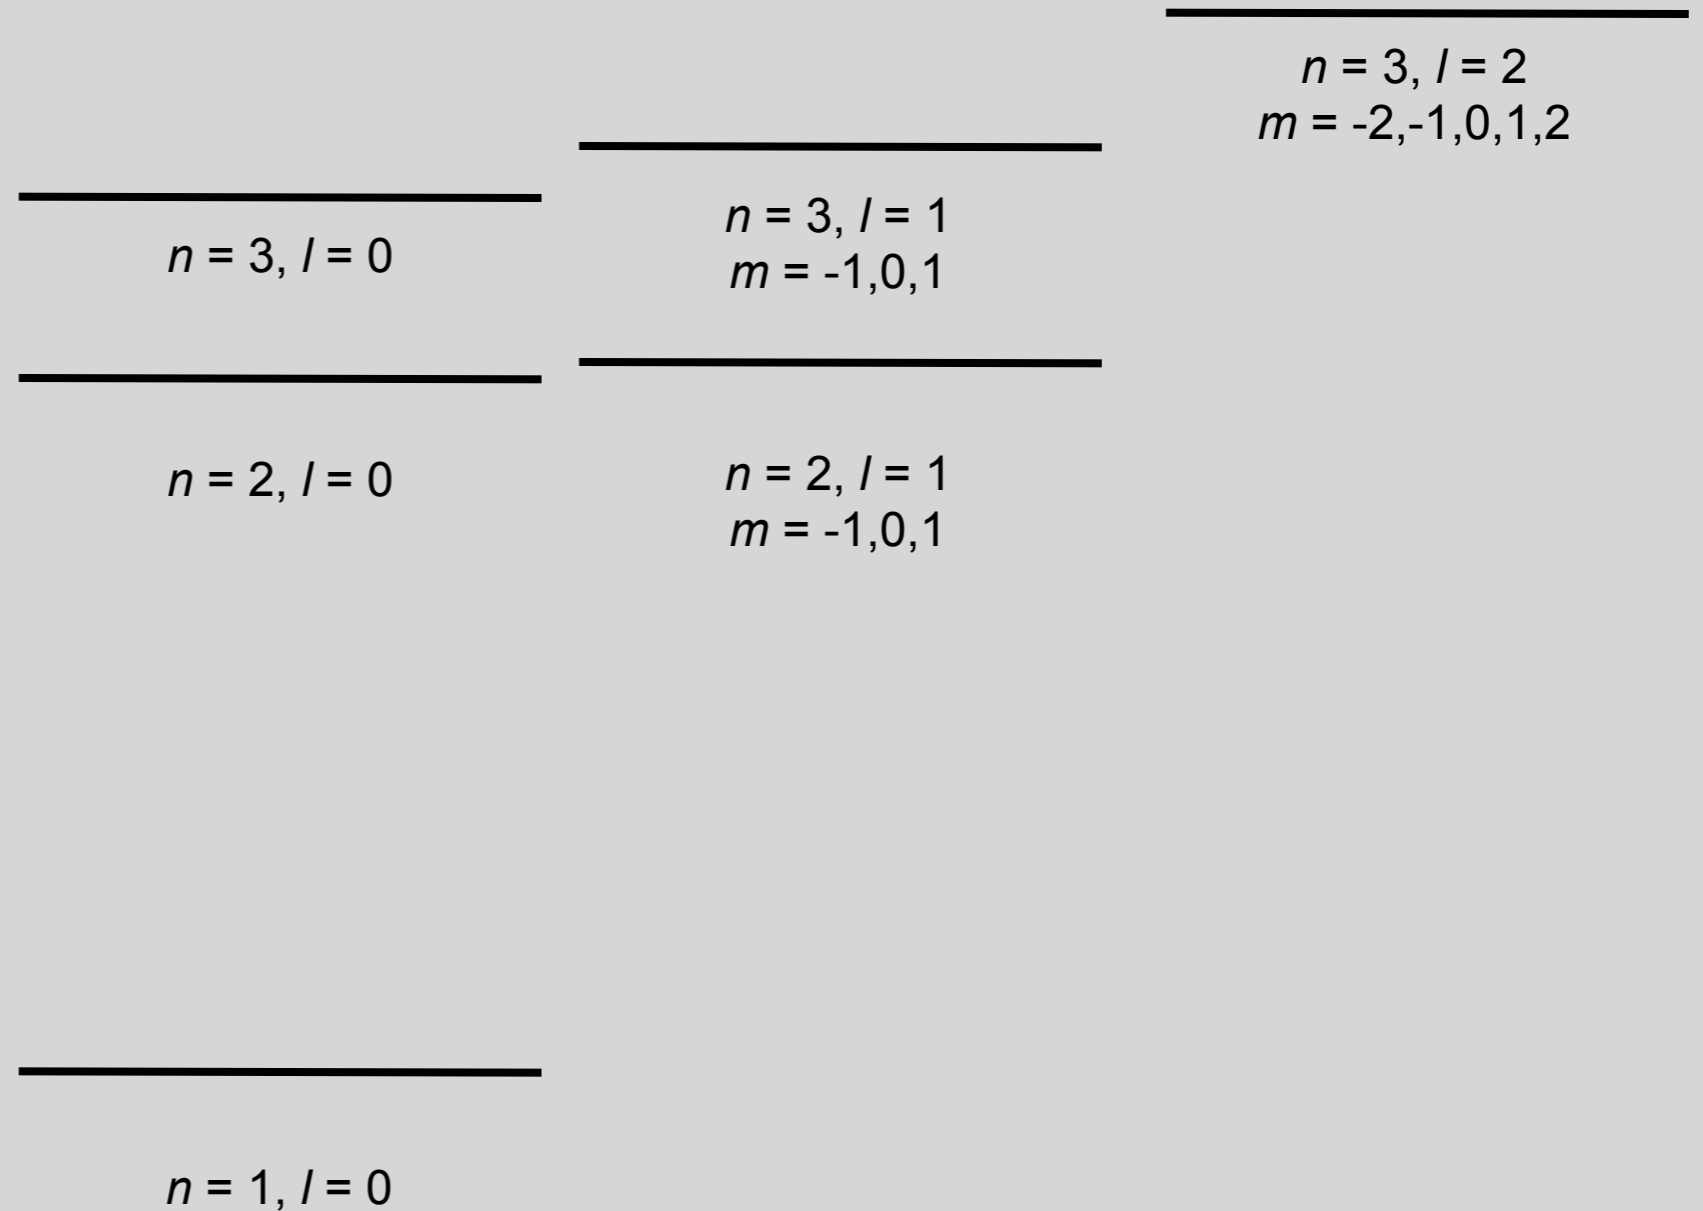 n = 3, l = 2
m = -2,-1,0,1,2
n = 3, l = 0
n = 3, l = 1
m = -1,0,1
n = 2, l = 0
n = 2, l = 1
m = -1,0,1
n = 1, l = 0